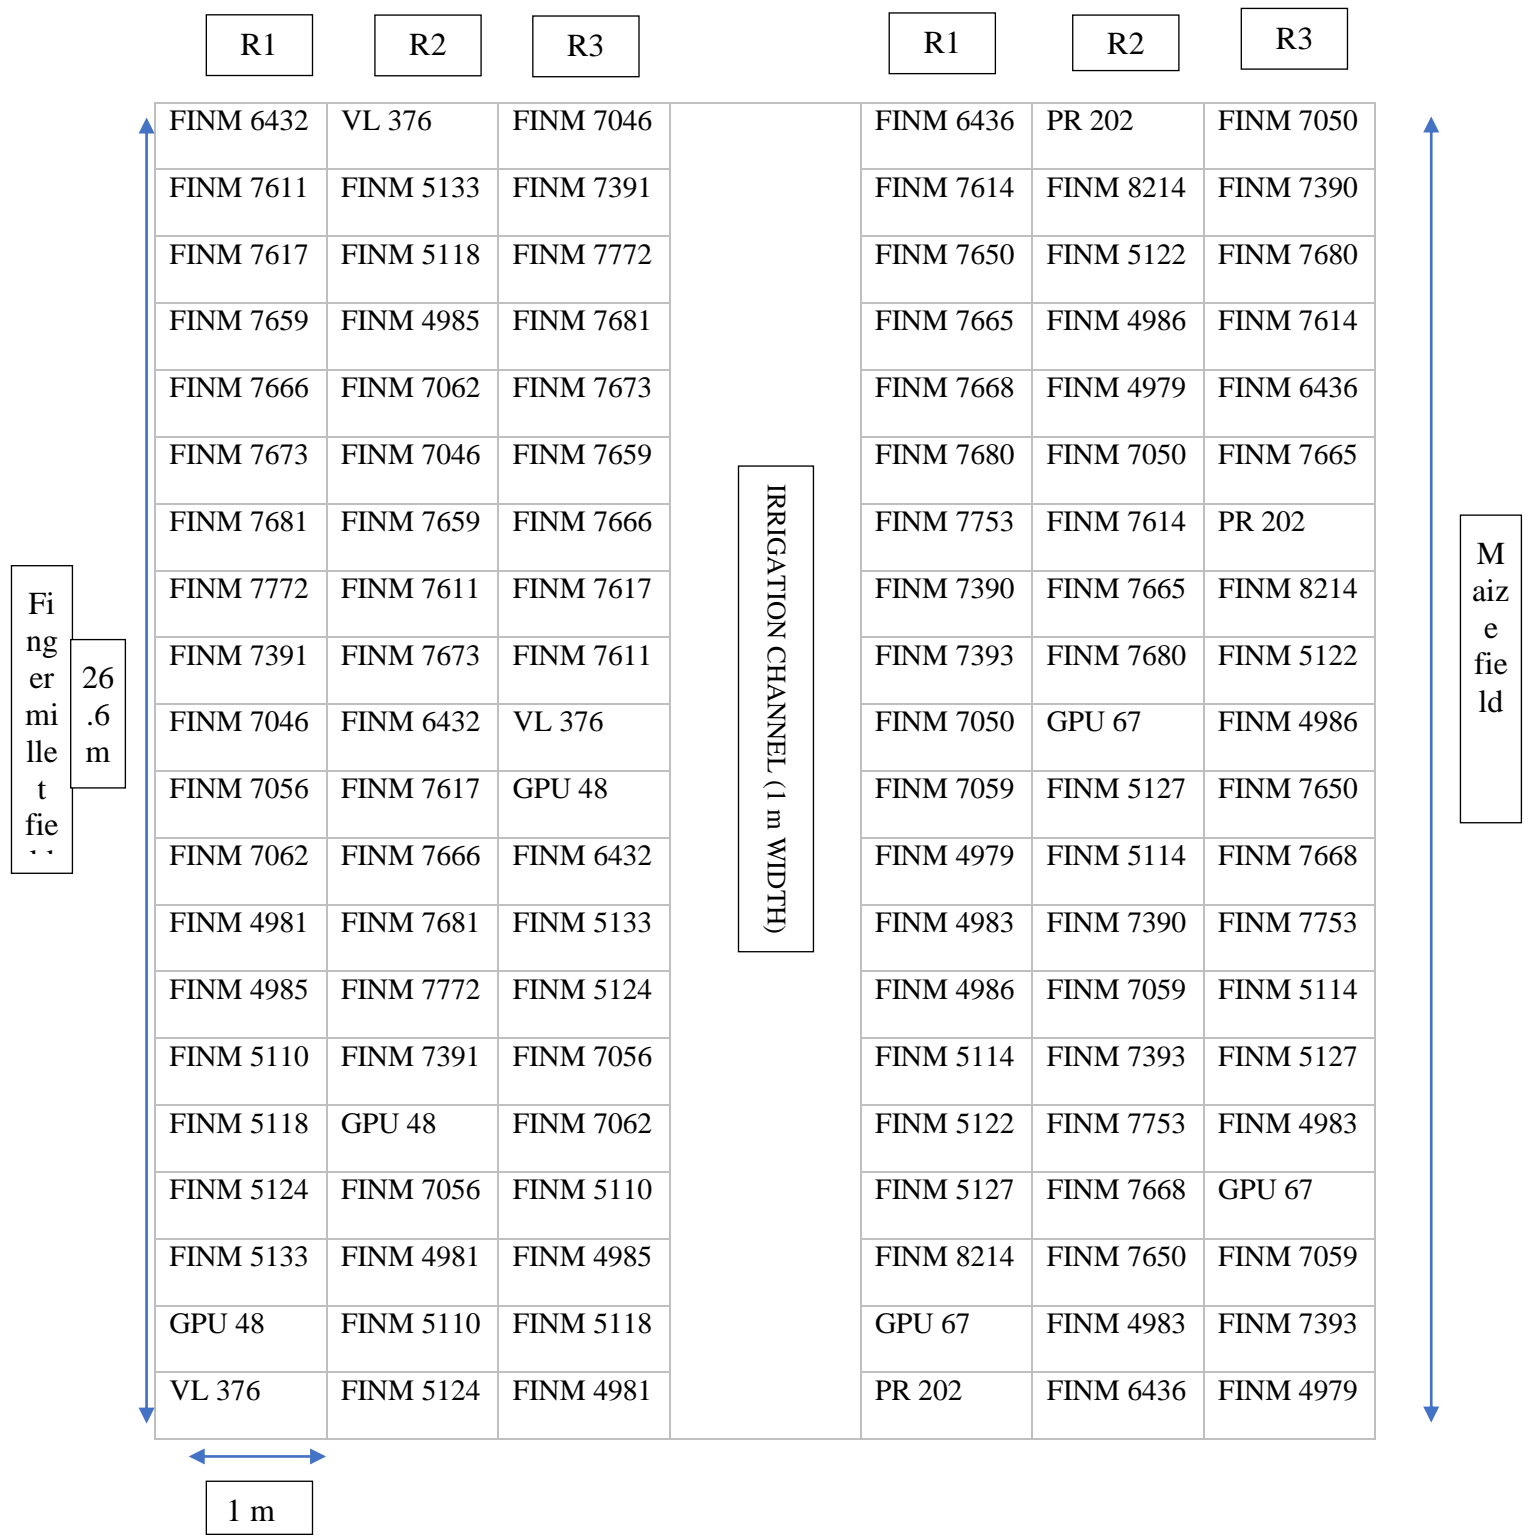 R1 R2 R3 R1 R2 R3
FINM 6432 VL 376 FINM 7046 FINM 6436 PR 202 FINM 7050
FINM 7611 FINM 5133 FINM 7391 FINM 7614 FINM 8214 FINM 7390
FINM 7617 FINM 5118 FINM 7772 FINM 7650 FINM 5122 FINM 7680
FINM 7659 FINM 4985 FINM 7681 FINM 7665 FINM 4986 FINM 7614
FINM 7666 FINM 7062 FINM 7673 FINM 7668 FINM 4979 FINM 6436
FINM 7673 FINM 7046 FINM 7659 FINM 7680 FINM 7050 FINM 7665
FINM 7681 FINM 7659 FINM 7666 FINM 7753 FINM 7614 PR 202
FINM 7772 FINM 7611 FINM 7617 FINM 7390 FINM 7665 FINM 8214
FINM 7391 FINM 7673 FINM 7611 FINM 7393 FINM 7680 FINM 5122
FINM 7046 FINM 6432 VL 376 FINM 7050 GPU 67 FINM 4986
FINM 7056 FINM 7617 GPU 48 FINM 7059 FINM 5127 FINM 7650
FINM 7062 FINM 7666 FINM 6432 FINM 4979 FINM 5114 FINM 7668
FINM 4981 FINM 7681 FINM 5133 FINM 4983 FINM 7390 FINM 7753
FINM 4985 FINM 7772 FINM 5124 FINM 4986 FINM 7059 FINM 5114
FINM 5110 FINM 7391 FINM 7056 FINM 5114 FINM 7393 FINM 5127
FINM 5118 GPU 48 FINM 7062 FINM 5122 FINM 7753 FINM 4983
FINM 5124 FINM 7056 FINM 5110 FINM 5127 FINM 7668 GPU 67
FINM 5133 FINM 4981 FINM 4985 FINM 8214 FINM 7650 FINM 7059
GPU 48 FINM 5110 FINM 5118 GPU 67 FINM 4983 FINM 7393
VL 376 FINM 5124 FINM 4981 PR 202 FINM 6436 FINM 4979
Fi
ng
er
mi
lle
t
fie
26
.6
m
IRRIGATION CHANNEL (1 m WIDTH)
M
aiz
e
fie
ld
1 m